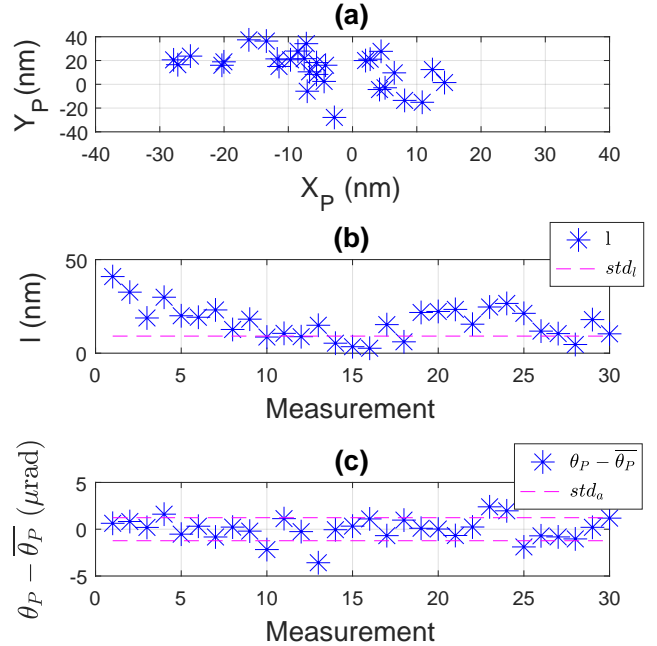 (a)
40
20
0
-20
-40
Y_P (nm)
-40 -30 -20 -10 0 10 20 30 40
X_P (nm)
(b)
l
std_l
50
0
l (nm)
0 5 10 15 20 25 30
Measurement
(c)
θ_P − \overline{θ_P}
std_a
5
0
-5
θ_P − \overline{θ_P} (μrad)
0 5 10 15 20 25 30
Measurement